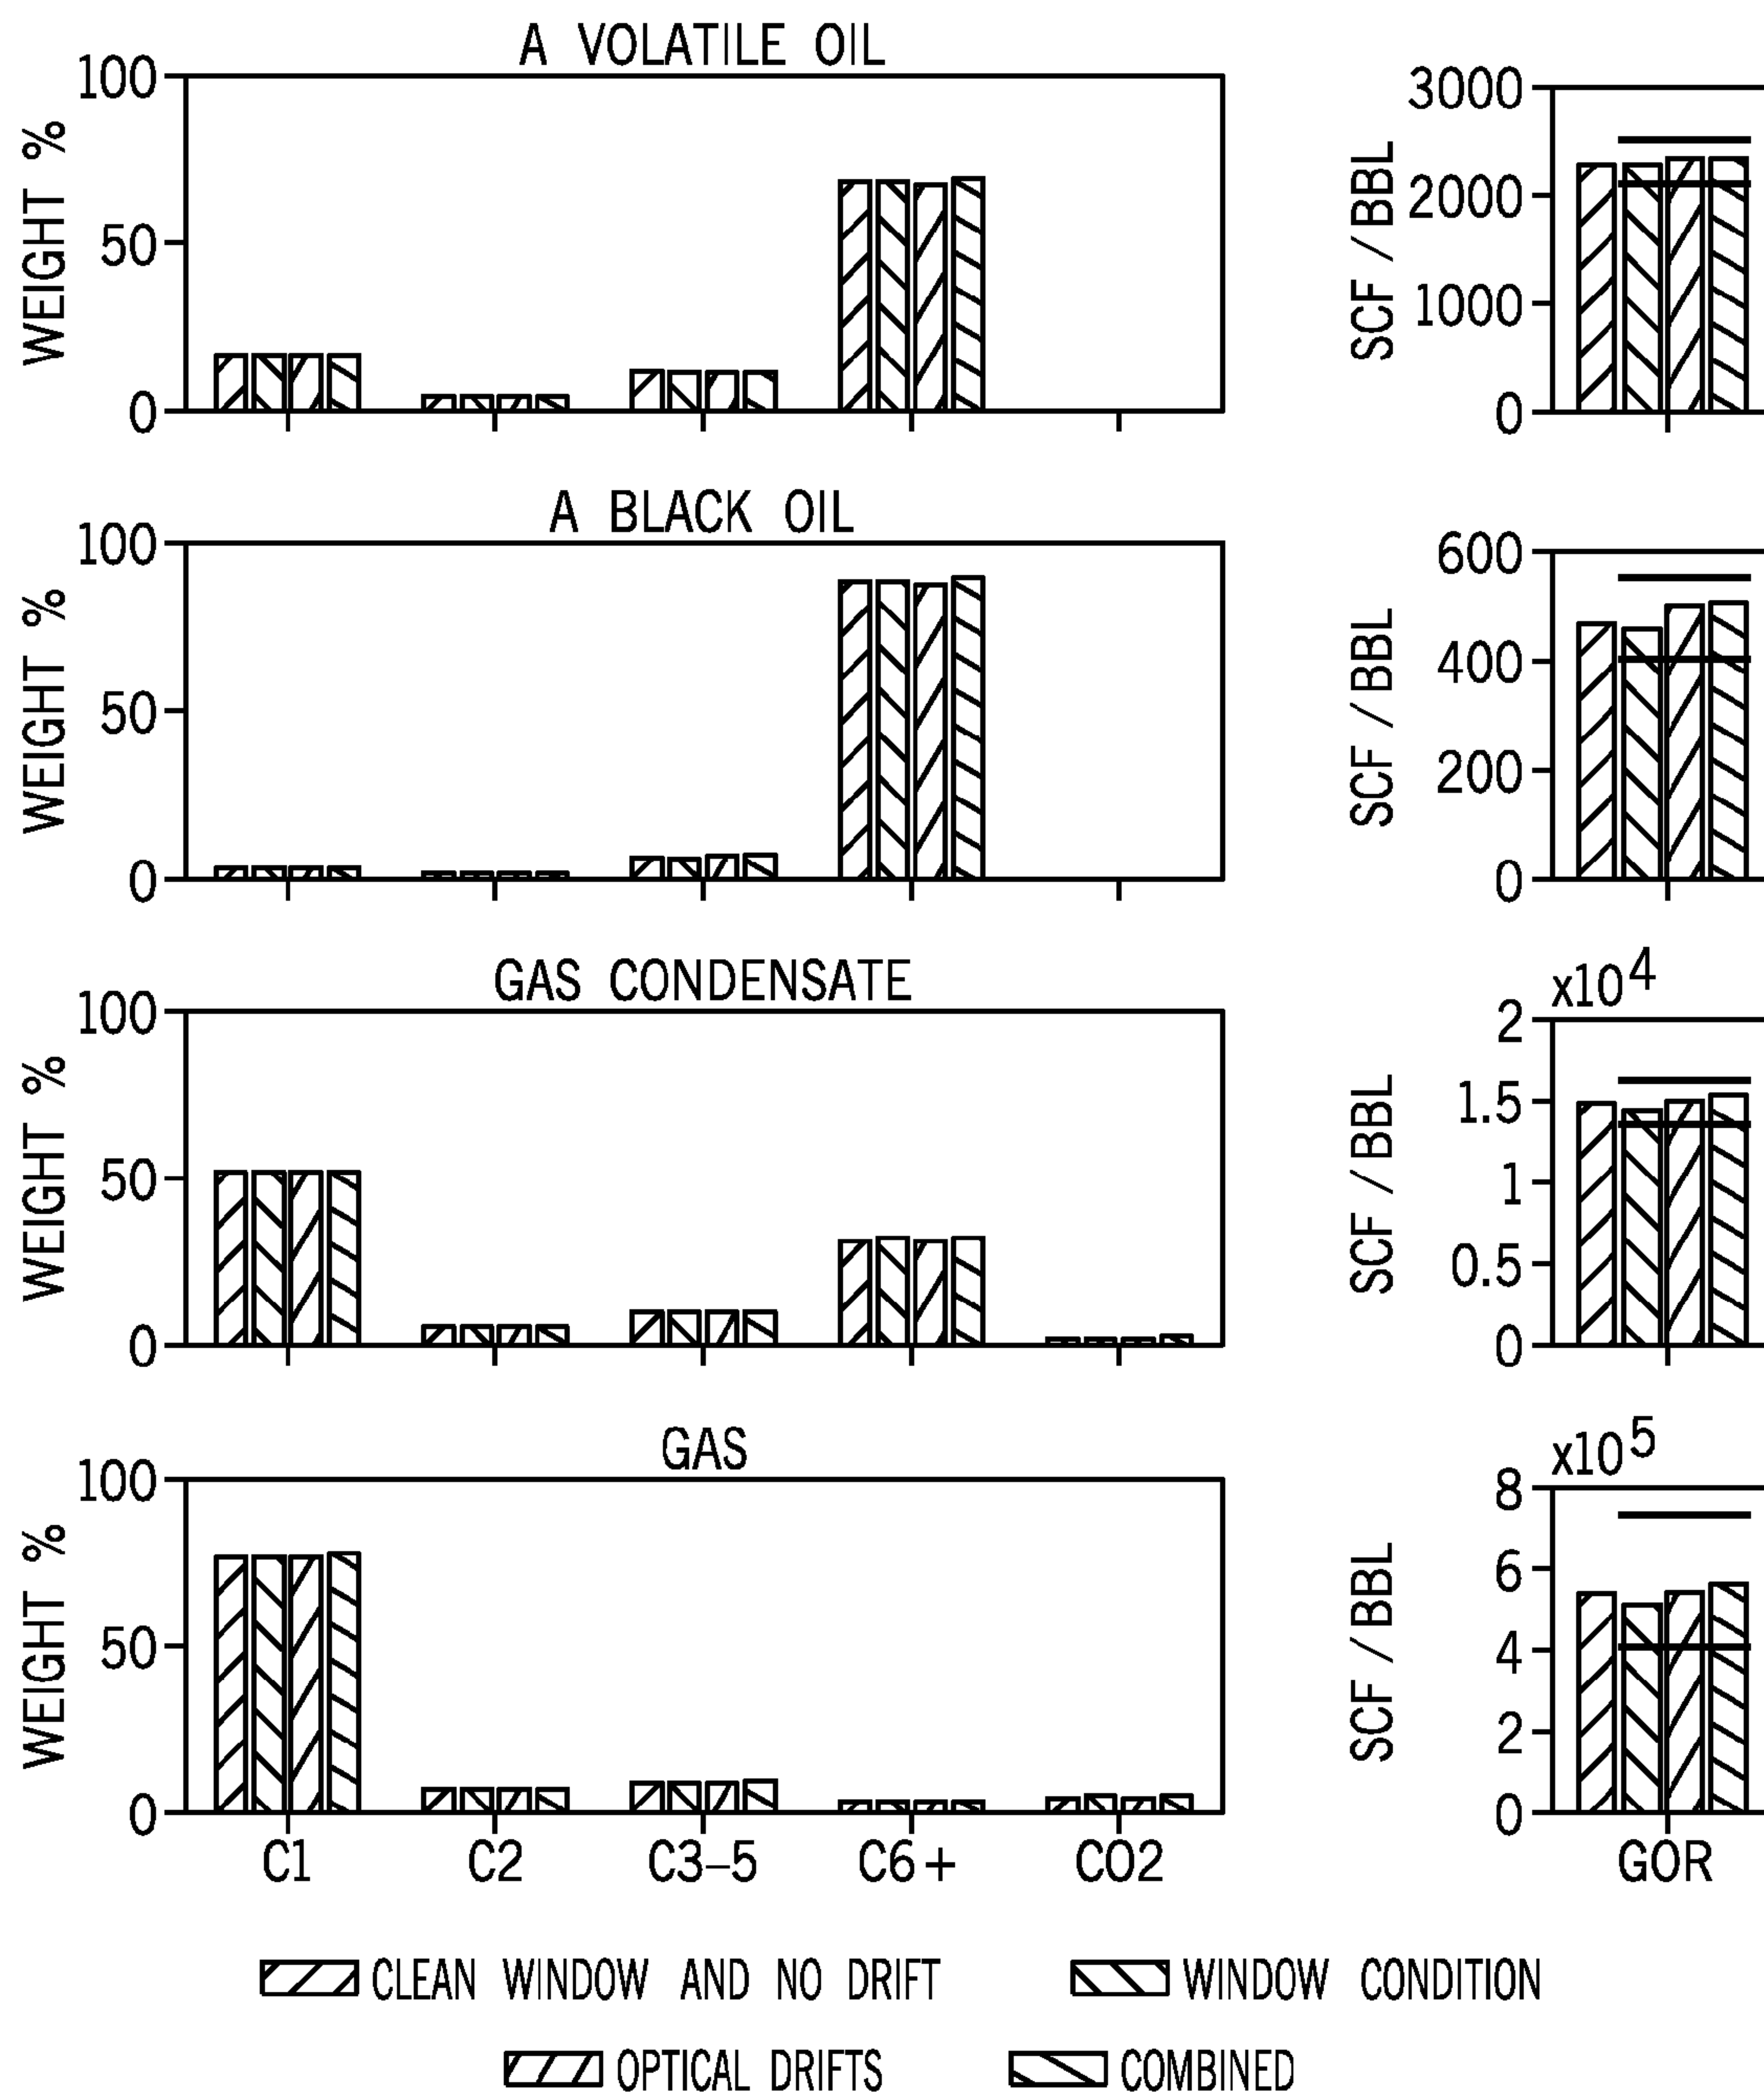 A VOLATILE OIL
WEIGHT %
100
50
0
SCF / BBL
3000
2000
1000
0
A BLACK OIL
WEIGHT %
100
50
0
SCF / BBL
600
400
200
0
GAS CONDENSATE
WEIGHT %
100
50
0
x10^4
SCF / BBL
2
1.5
1
0.5
0
GAS
WEIGHT %
100
50
0
x10^5
SCF / BBL
8
6
4
2
0
C1 C2 C3–5 C6+ CO2 GOR
CLEAN WINDOW AND NO DRIFT WINDOW CONDITION
OPTICAL DRIFTS COMBINED